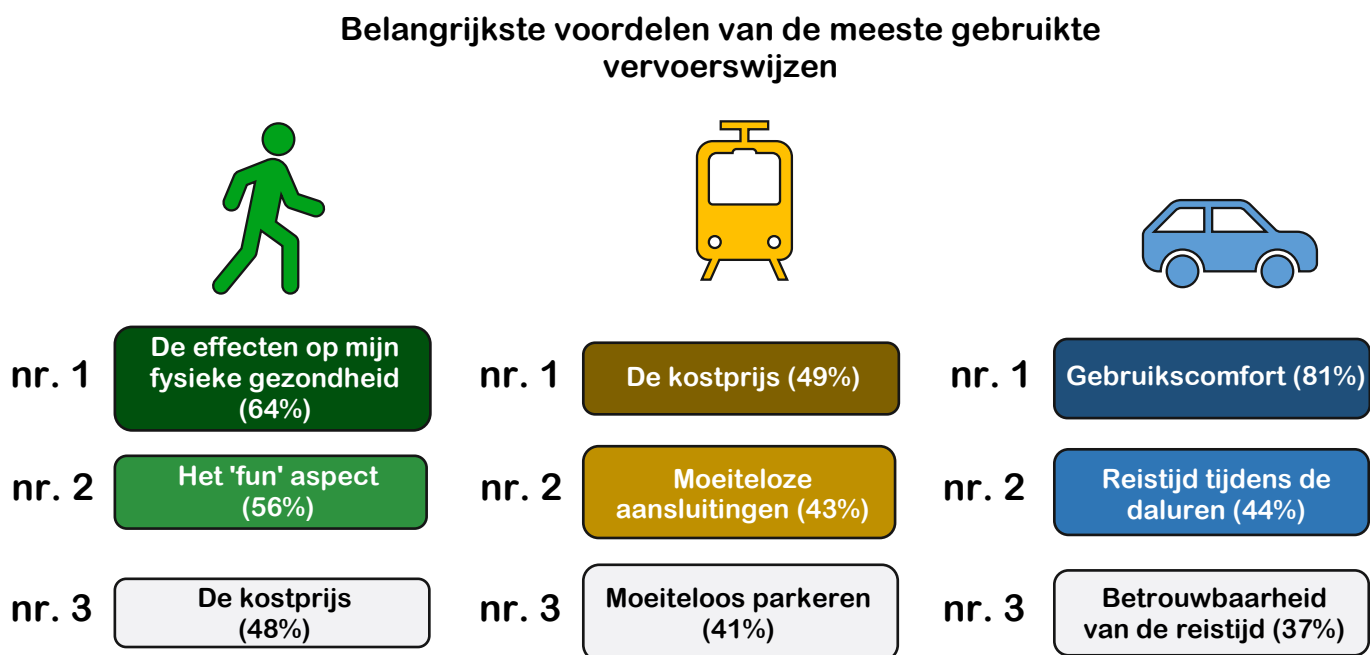 Belangrijkste voordelen van de meeste gebruikte
vervoerswijzen
nr. 1
De effecten op mijn
fysieke gezondheid
(64%)
nr. 1
De kostprijs (49%)
nr. 1
Gebruikscomfort (81%)
nr. 2
Het 'fun' aspect
(56%)
nr. 2
Moeiteloze
aansluitingen (43%)
nr. 2
Reistijd tijdens de
daluren (44%)
nr. 3
De kostprijs
(48%)
nr. 3
Moeiteloos parkeren
(41%)
nr. 3
Betrouwbaarheid
van de reistijd (37%)